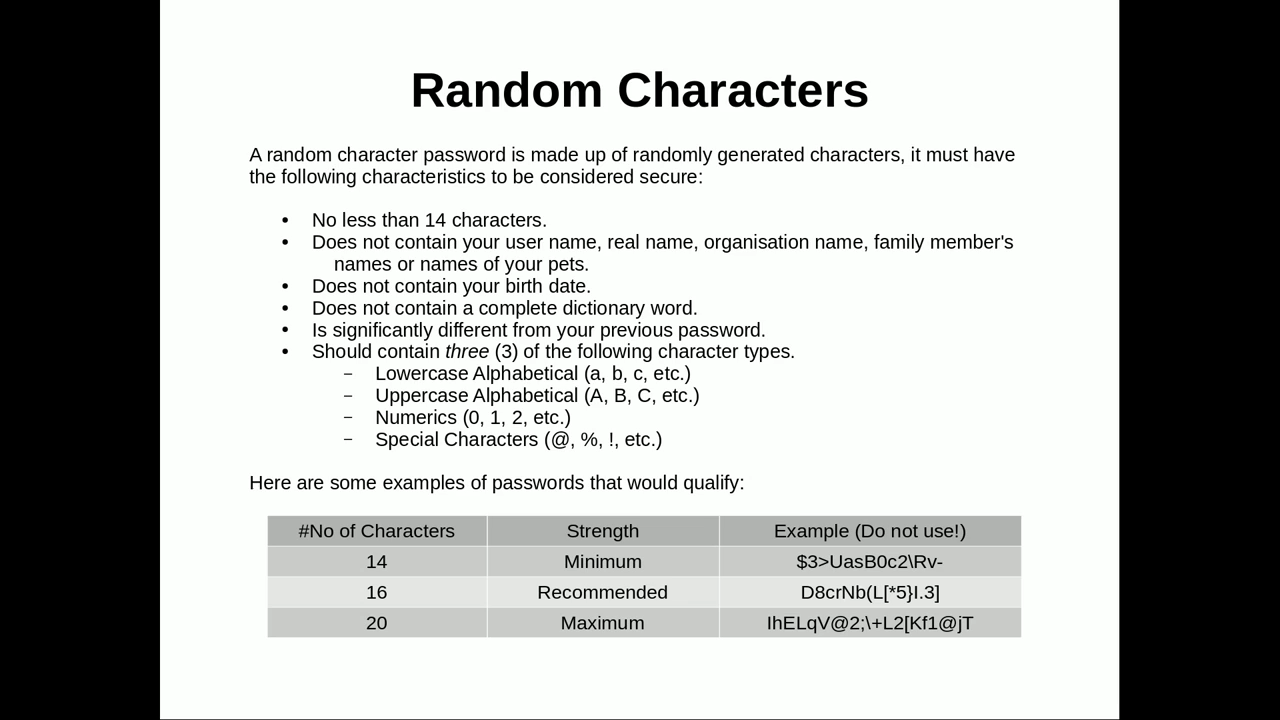 Random Characters
A random character password is made up of randomly generated characters, it must have
the following characteristics to be considered secure:
• No less than 14 characters.
• Does not contain your user name, real name, organisation name, family member's
names or names of your pets.
• Does not contain your birth date.
• Does not contain a complete dictionary word.
• Is significantly different from your previous password.
• Should contain three (3) of the following character types.
– Lowercase Alphabetical (a, b, c, etc.)
– Uppercase Alphabetical (A, B, C, etc.)
– Numerics (0, 1, 2, etc.)
– Special Characters (@, %, !, etc.)
Here are some examples of passwords that would qualify:
#No of Characters Strength Example (Do not use!)
14 Minimum $3>UasB0c2\Rv-
16 Recommended D8crNb(L[*5}I.3]
20 Maximum IhELqV@2;\+L2[Kf1@jT